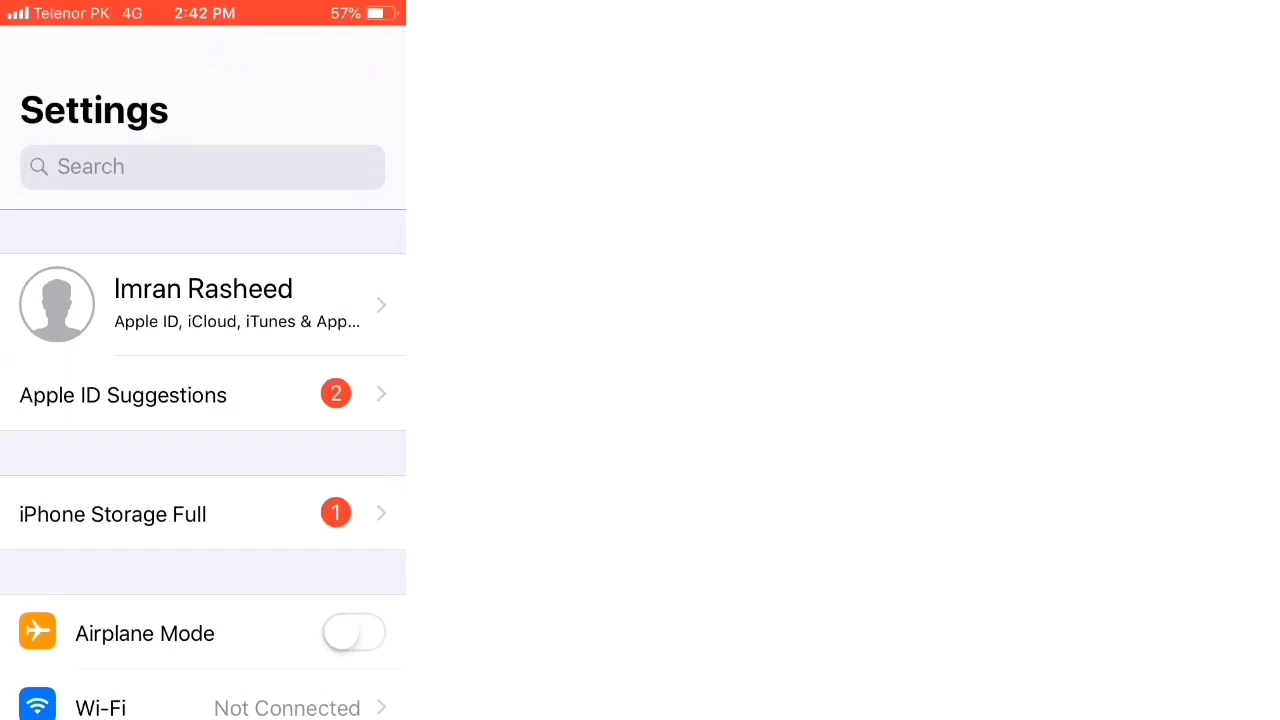 Telenor PK 4G 2:42 PM 57%
Settings
Search
Imran Rasheed
Apple ID, iCloud, iTunes & App...
Apple ID Suggestions 2
iPhone Storage Full 1
Airplane Mode
Wi-Fi Not Connected